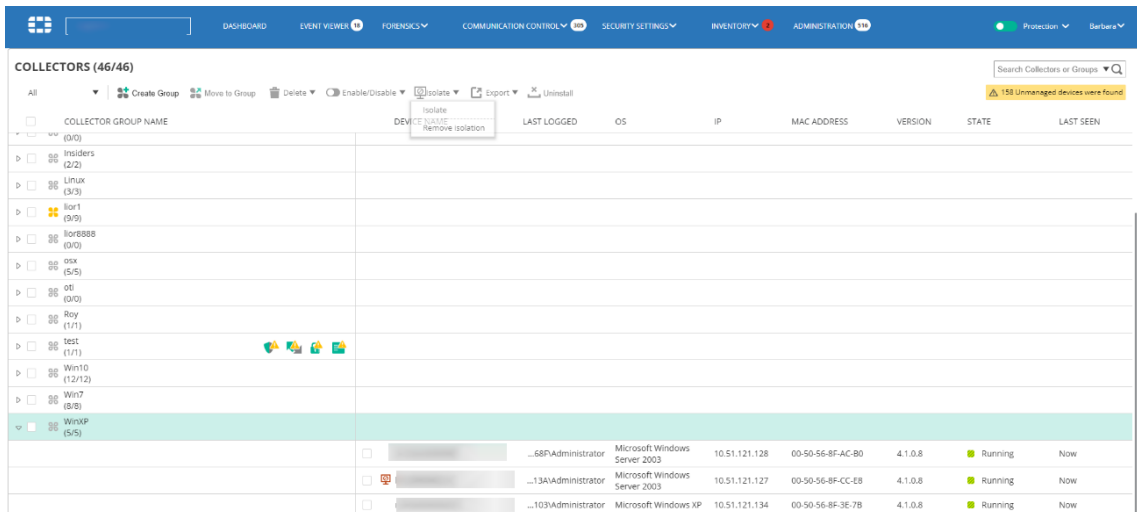 DASHBOARD EVENT VIEWER 18 FORENSICS COMMUNICATION CONTROL 305 SECURITY SETTINGS INVENTORY 2 ADMINISTRATION 516 Protection Barbara
COLLECTORS (46/46)
Search Collectors or Groups
All Create Group Move to Group Delete Enable/Disable Isolate Export Uninstall
158 Unmanaged devices were found
Isolate
Remove isolation
COLLECTOR GROUP NAME DEVICE NAME LAST LOGGED OS IP MAC ADDRESS VERSION STATE LAST SEEN
(0/0)
Insiders
(2/2)
Linux
(3/3)
lior1
(9/9)
lior8888
(0/0)
osx
(5/5)
oti
(0/0)
Roy
(1/1)
test
(1/1)
Win10
(12/12)
Win7
(8/8)
WinXP
(5/5)
...68F\Administrator Microsoft Windows Server 2003 10.51.121.128 00-50-56-8F-AC-B0 4.1.0.8 Running Now
...13A\Administrator Microsoft Windows Server 2003 10.51.121.127 00-50-56-8F-CC-E8 4.1.0.8 Running Now
...103\Administrator Microsoft Windows XP 10.51.121.134 00-50-56-8F-3E-7B 4.1.0.8 Running Now